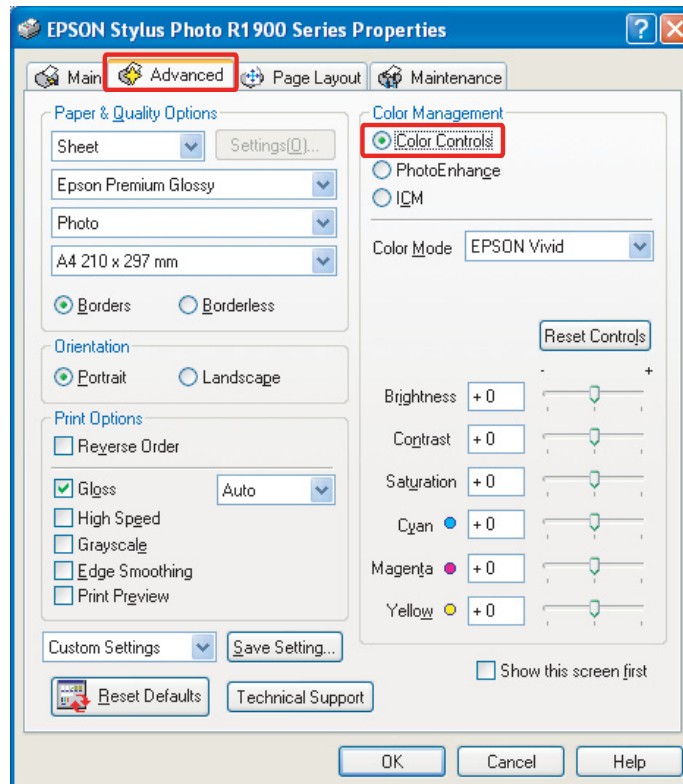 EPSON Stylus Photo R1900 Series Properties
?
Main
Advanced
Page Layout
Maintenance
Paper & Quality Options
Sheet
Settings(O)...
Epson Premium Glossy
Photo
A4 210 x 297 mm
Borders
Borderless
Orientation
Portrait
Landscape
Print Options
Reverse Order
Gloss
Auto
High Speed
Grayscale
Edge Smoothing
Print Preview
Custom Settings
Save Setting...
Reset Defaults
Technical Support
Color Management
Color Controls
PhotoEnhance
ICM
Color Mode
EPSON Vivid
Reset Controls
- +
Brightness + 0
Contrast + 0
Saturation + 0
Cyan + 0
Magenta + 0
Yellow + 0
Show this screen first
OK
Cancel
Help